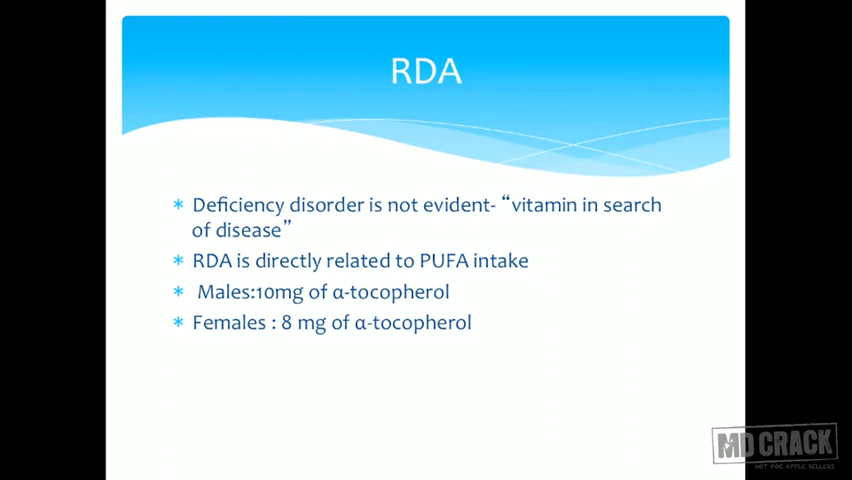 RDA
Deficiency disorder is not evident- “vitamin in search
of disease”
RDA is directly related to PUFA intake
Males:10mg of α-tocopherol
Females : 8 mg of α-tocopherol
MD CRACK
NOT FOR APPLE SELLERS